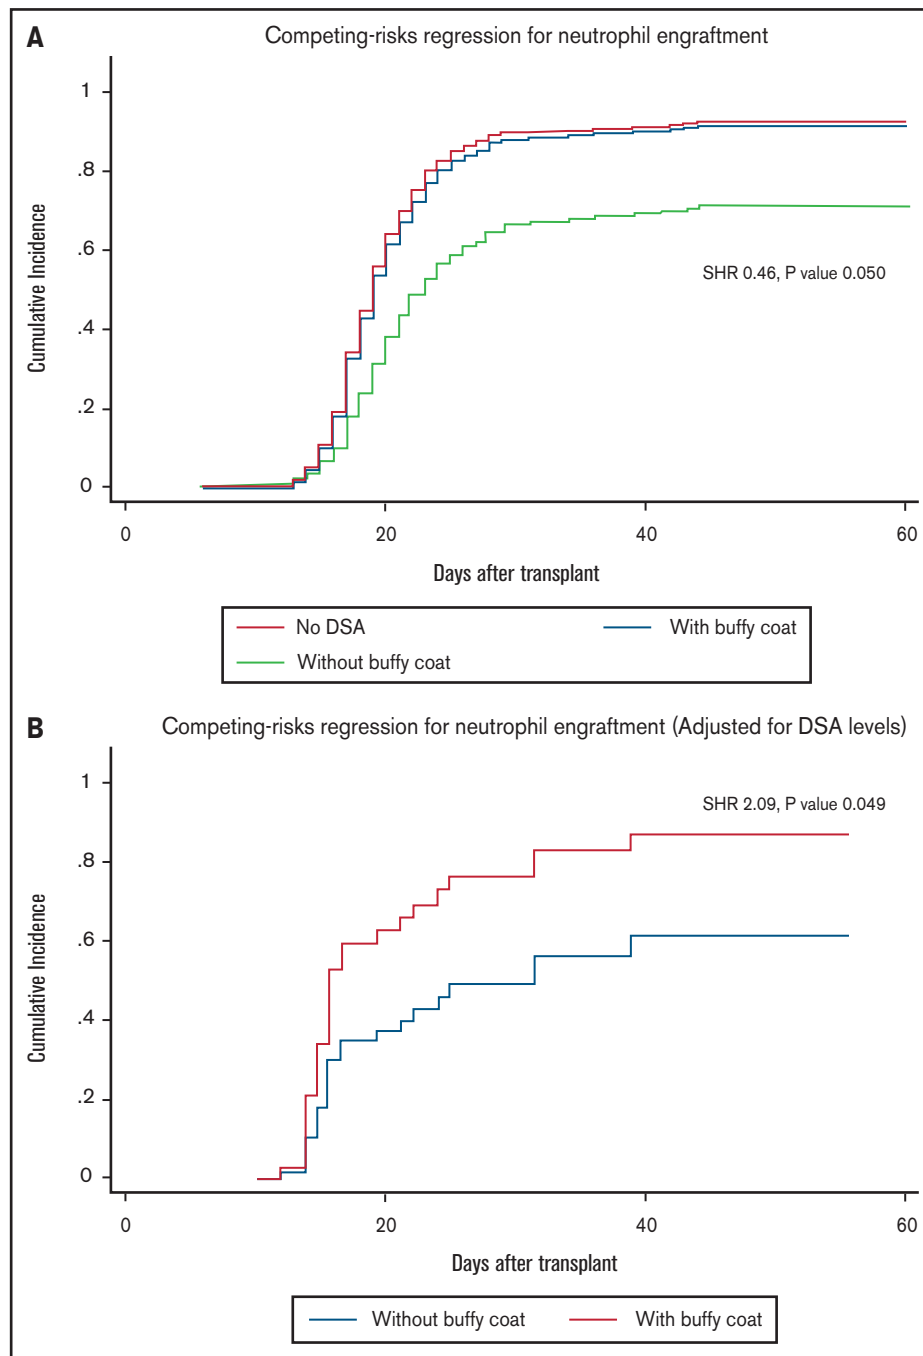 A
Competing-risks regression for neutrophil engraftment
1
.8
.6
.4
.2
0
Cumulative Incidence
SHR 0.46, P value 0.050
0 20 40 60
Days after transplant
No DSA With buffy coat
Without buffy coat
B
Competing-risks regression for neutrophil engraftment (Adjusted for DSA levels)
1
.8
.6
.4
.2
0
Cumulative Incidence
SHR 2.09, P value 0.049
0 20 40 60
Days after transplant
Without buffy coat With buffy coat